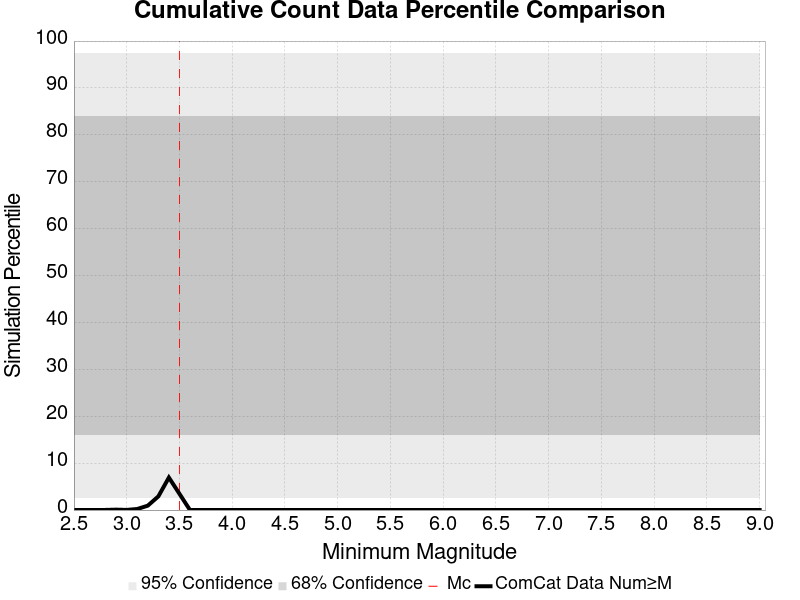 Cumulative Count Data Percentile Comparison
100
90
80
70
60
50
40
30
20
10
0
Simulation Percentile
2.5 3.0 3.5 4.0 4.5 5.0 5.5 6.0 6.5 7.0 7.5 8.0 8.5 9.0
Minimum Magnitude
95% Confidence 68% Confidence Mc ComCat Data Num≥M